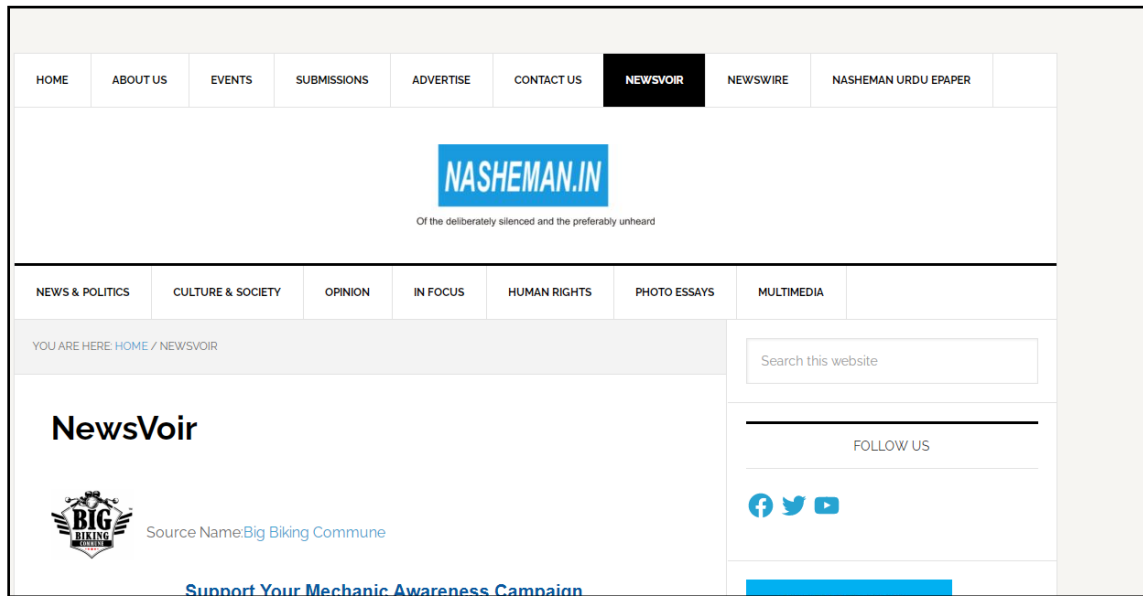 HOME ABOUT US EVENTS SUBMISSIONS ADVERTISE CONTACT US NEWSVOIR NEWSWIRE NASHEMAN URDU EPAPER
NASHEMAN.IN
Of the deliberately silenced and the preferably unheard
NEWS & POLITICS CULTURE & SOCIETY OPINION IN FOCUS HUMAN RIGHTS PHOTO ESSAYS MULTIMEDIA
YOU ARE HERE: HOME / NEWSVOIR
Search this website
NewsVoir
FOLLOW US
BIG
BIKING
COMMUNE
Source Name:Big Biking Commune
Support Your Mechanic Awareness Campaign